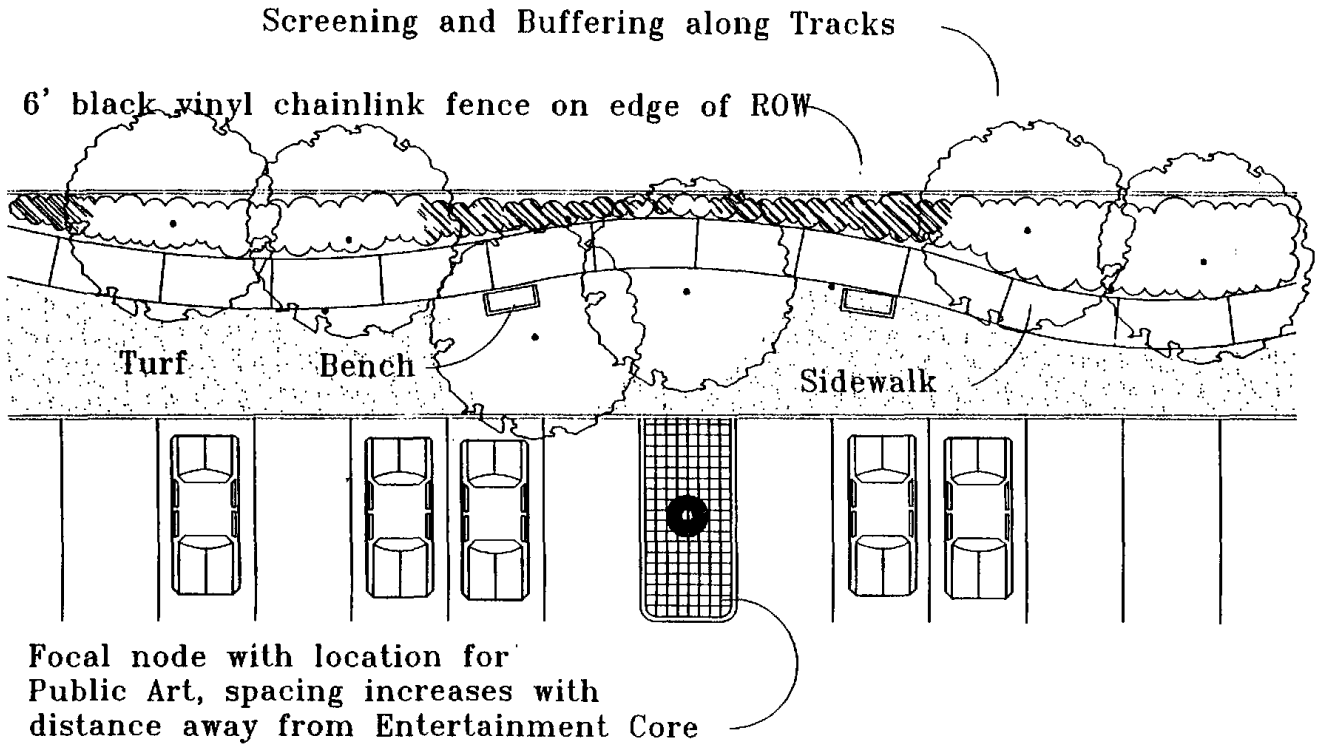 Screening and Buffering along Tracks
6' black vinyl chainlink fence on edge of ROW
Turf
Bench
Sidewalk
Focal node with location for
Public Art, spacing increases with
distance away from Entertainment Core